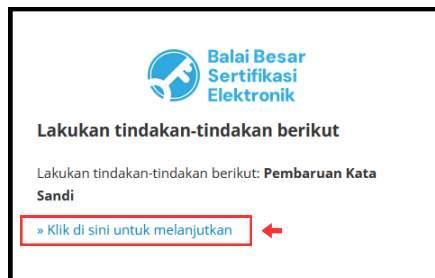 Balai Besar
Sertifikasi
Elektronik
Lakukan tindakan-tindakan berikut
Lakukan tindakan-tindakan berikut: Pembaruan Kata
Sandi
» Klik di sini untuk melanjutkan